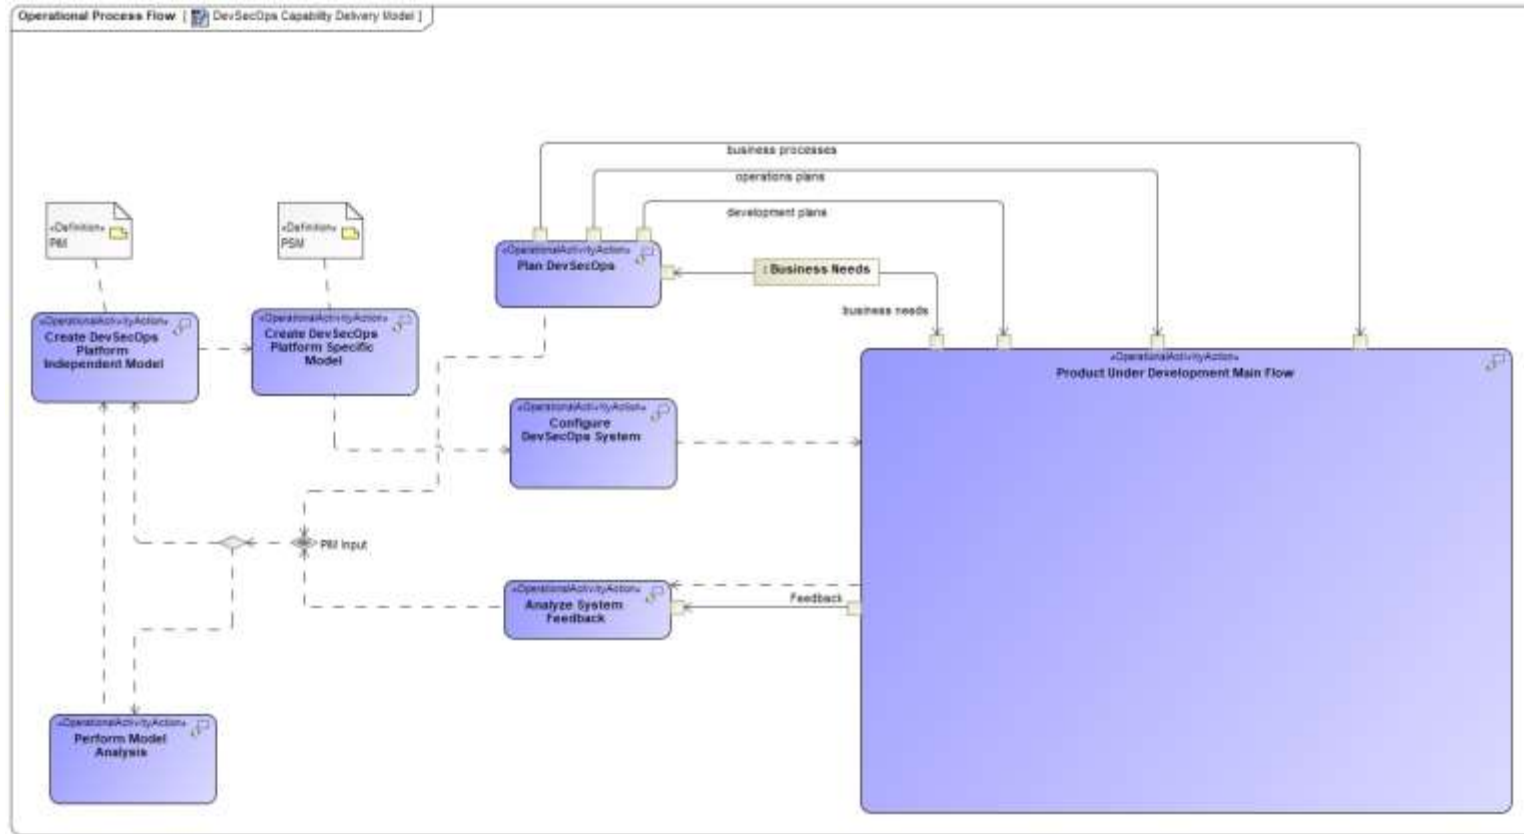 Operational Process Flow [ DevSecOps Capability Delivery Model ]
business processes
operations plans
development plans
«Definition»
PIM
«Definition»
PSM
«OperationalActivityAction»
Plan DevSecOps
: Business Needs
business needs
«OperationalActivityAction»
Create DevSecOps
Platform
Independent Model
«OperationalActivityAction»
Create DevSecOps
Platform Specific
Model
«OperationalActivityAction»
Product Under Development Main Flow
«OperationalActivityAction»
Configure
DevSecOps System
PIM Input
«OperationalActivityAction»
Analyze System
Feedback
Feedback
«OperationalActivityAction»
Perform Model
Analysis